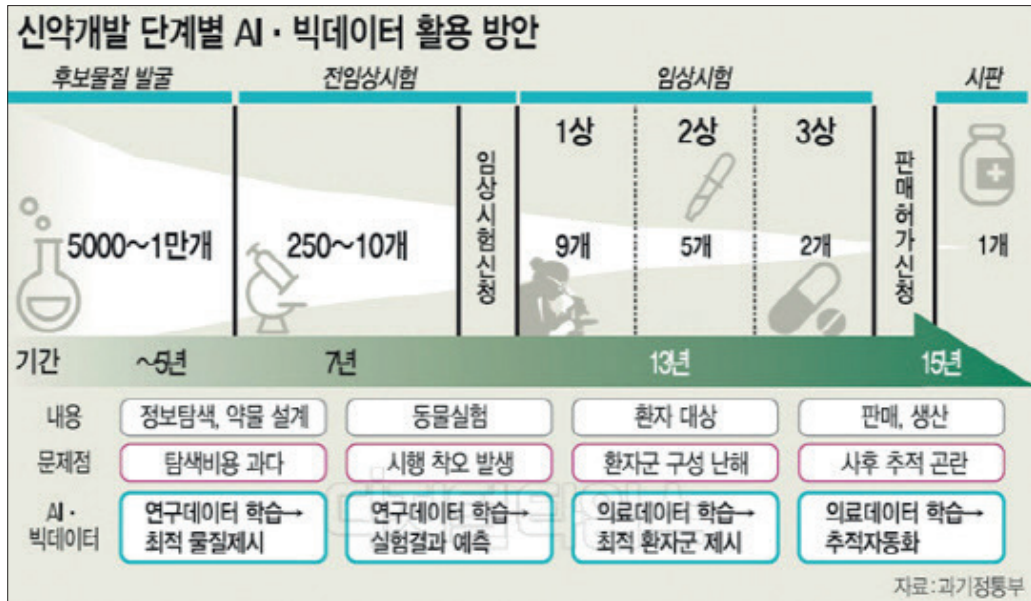 신약개발 단계별 AI · 빅데이터 활용 방안
후보물질 발굴 전임상시험 임상시험 시판
임상시험신청
1상 2상 3상
판매허가신청
5000~1만개 250~10개 9개 5개 2개 1개
기간 ~5년 7년 13년 15년
내용 정보탐색, 약물 설계 동물실험 환자 대상 판매, 생산
문제점 탐색비용 과다 시행 착오 발생 환자군 구성 난해 사후 추적 곤란
AI · 빅데이터
연구데이터 학습→
최적 물질제시
연구데이터 학습→
실험결과 예측
의료데이터 학습→
최적 환자군 제시
의료데이터 학습→
추적자동화
디지털타임스
자료:과기정통부